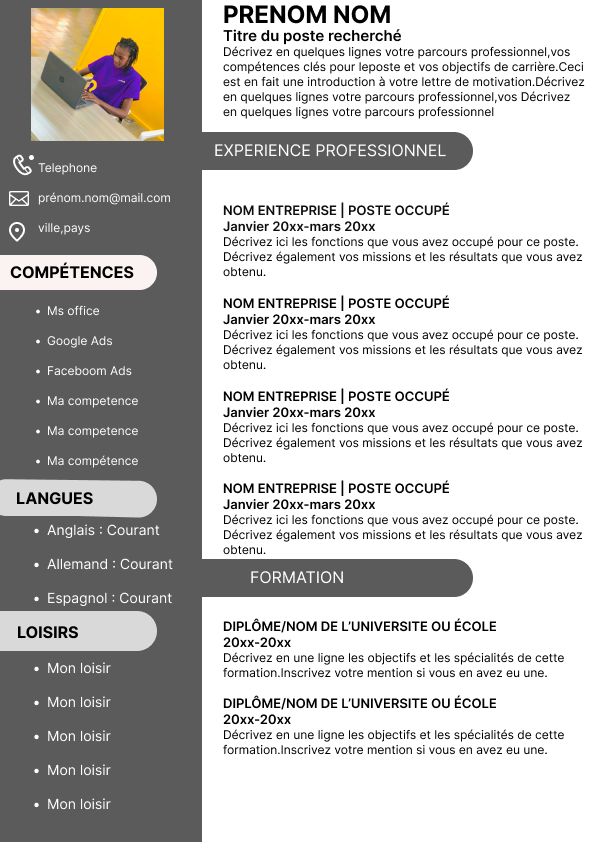 PRENOM NOM
Titre du poste recherché
Décrivez en quelques lignes votre parcours professionnel,vos
compétences clés pour leposte et vos objectifs de carrière.Ceci
est en fait une introduction à votre lettre de motivation.Décrivez
en quelques lignes votre parcours professionnel,vos Décrivez
en quelques lignes votre parcours professionnel
Telephone
prénom.nom@mail.com
ville,pays
COMPÉTENCES
• Ms office
• Google Ads
• Faceboom Ads
• Ma competence
• Ma competence
• Ma compétence
LANGUES
• Anglais : Courant
• Allemand : Courant
• Espagnol : Courant
LOISIRS
• Mon loisir
• Mon loisir
• Mon loisir
• Mon loisir
• Mon loisir
EXPERIENCE PROFESSIONNEL
NOM ENTREPRISE | POSTE OCCUPÉ
Janvier 20xx-mars 20xx
Décrivez ici les fonctions que vous avez occupé pour ce poste.
Décrivez également vos missions et les résultats que vous avez
obtenu.
NOM ENTREPRISE | POSTE OCCUPÉ
Janvier 20xx-mars 20xx
Décrivez ici les fonctions que vous avez occupé pour ce poste.
Décrivez également vos missions et les résultats que vous avez
obtenu.
NOM ENTREPRISE | POSTE OCCUPÉ
Janvier 20xx-mars 20xx
Décrivez ici les fonctions que vous avez occupé pour ce poste.
Décrivez également vos missions et les résultats que vous avez
obtenu.
NOM ENTREPRISE | POSTE OCCUPÉ
Janvier 20xx-mars 20xx
Décrivez ici les fonctions que vous avez occupé pour ce poste.
Décrivez également vos missions et les résultats que vous avez
obtenu.
FORMATION
DIPLÔME/NOM DE L’UNIVERSITE OU ÉCOLE
20xx-20xx
Décrivez en une ligne les objectifs et les spécialités de cette
formation.Inscrivez votre mention si vous en avez eu une.
DIPLÔME/NOM DE L’UNIVERSITE OU ÉCOLE
20xx-20xx
Décrivez en une ligne les objectifs et les spécialités de cette
formation.Inscrivez votre mention si vous en avez eu une.